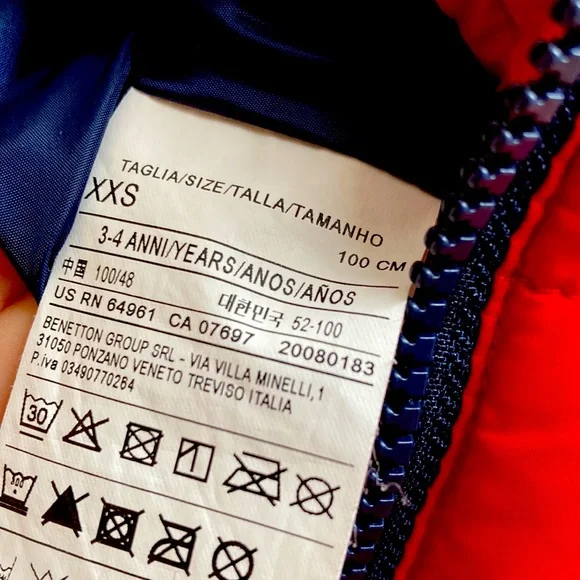 TAGLIA/SIZE/TALLA/TAMANHO
XXS 100 CM
3-4 ANNI/YEARS/ANOS/AÑOS
中国 100/48 대한민국 52-100
US RN 64961 CA 07697 20080183
BENETTON GROUP SRL - VIA VILLA MINELLI,1
31050 PONZANO VENETO TREVISO ITALIA
P.iva 03490770264
30